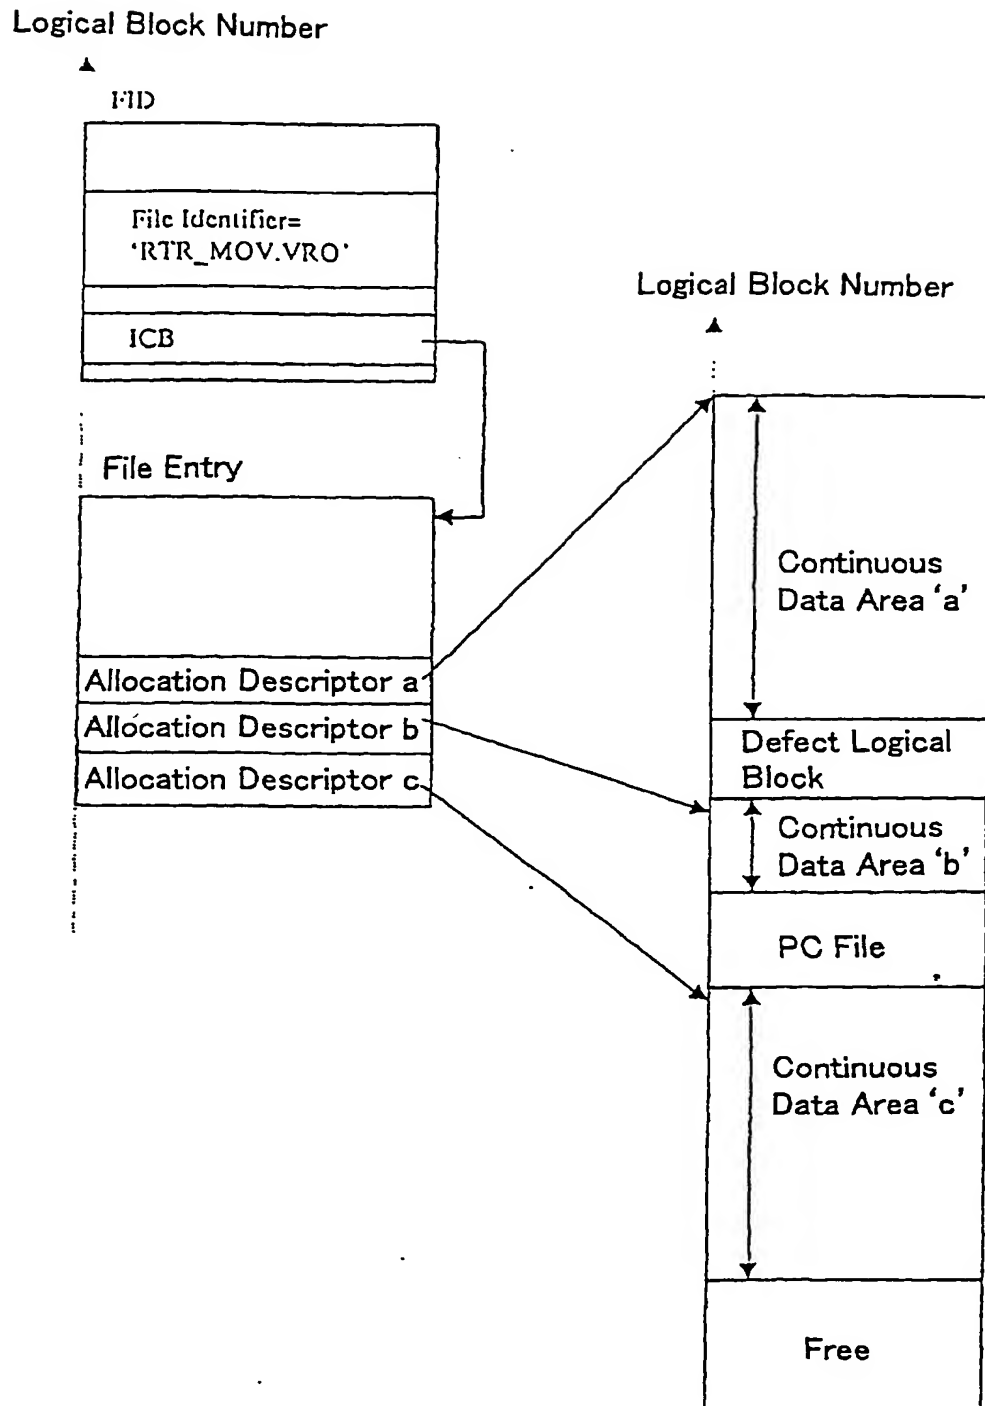 Logical Block Number
FID
File Identifier=
‘RTR_MOV.VRO’
ICB
File Entry
Allocation Descriptor a
Allocation Descriptor b
Allocation Descriptor c
Logical Block Number
Continuous
Data Area ‘a’
Defect Logical
Block
Continuous
Data Area ‘b’
PC File
Continuous
Data Area ‘c’
Free